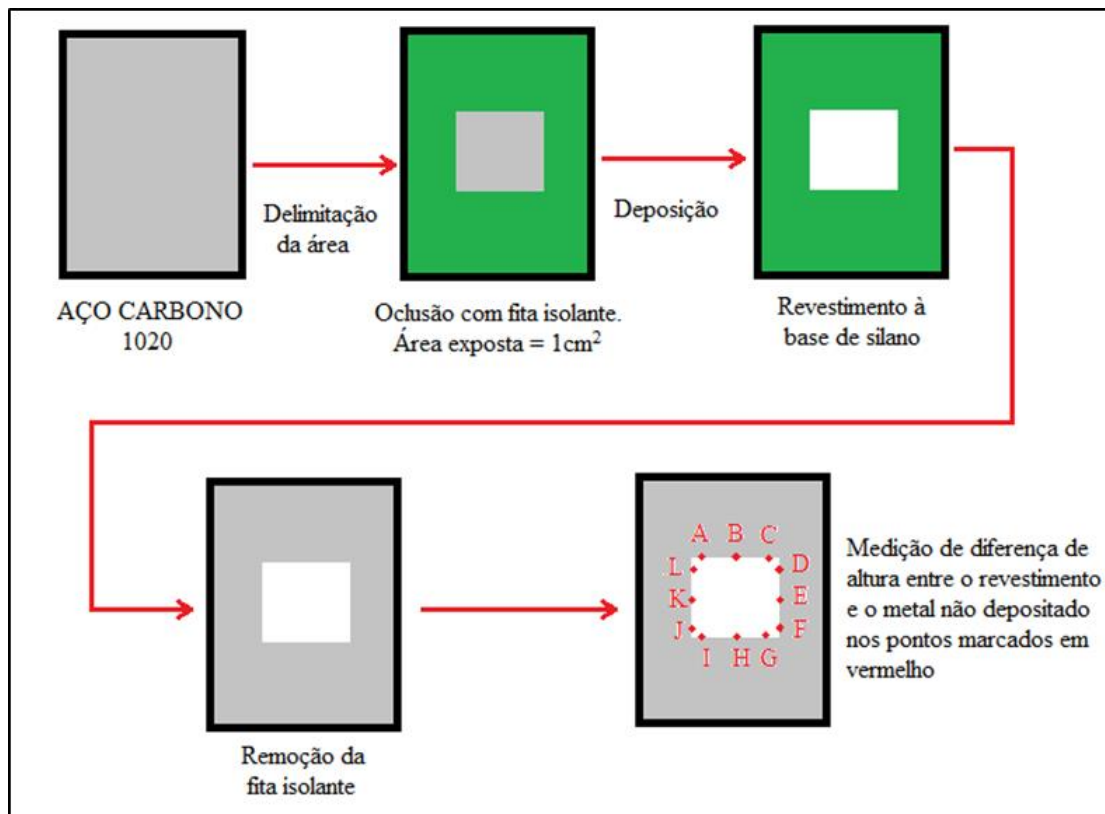 Delimitação
da área
Deposição
AÇO CARBONO
1020
Oclusão com fita isolante.
Área exposta = 1cm²
Revestimento à
base de silano
A B C
L D
K E
J F
I H G
Medição de diferença de
altura entre o revestimento
e o metal não depositado
nos pontos marcados em
vermelho
Remoção da
fita isolante